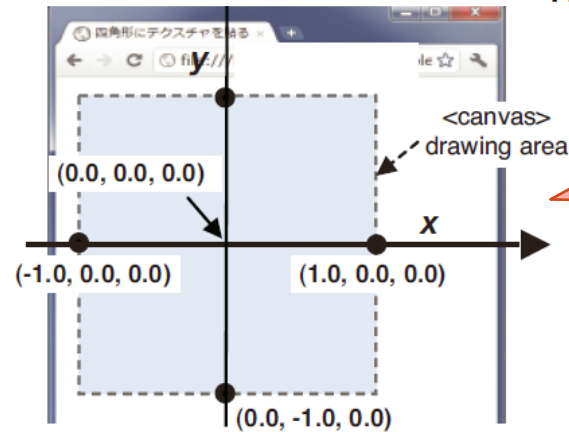 四角形にテクスチャを貼る ×
y
file:///
le
<canvas>
drawing area
(0.0, 0.0, 0.0)
x
(-1.0, 0.0, 0.0)
(1.0, 0.0, 0.0)
(0.0, -1.0, 0.0)